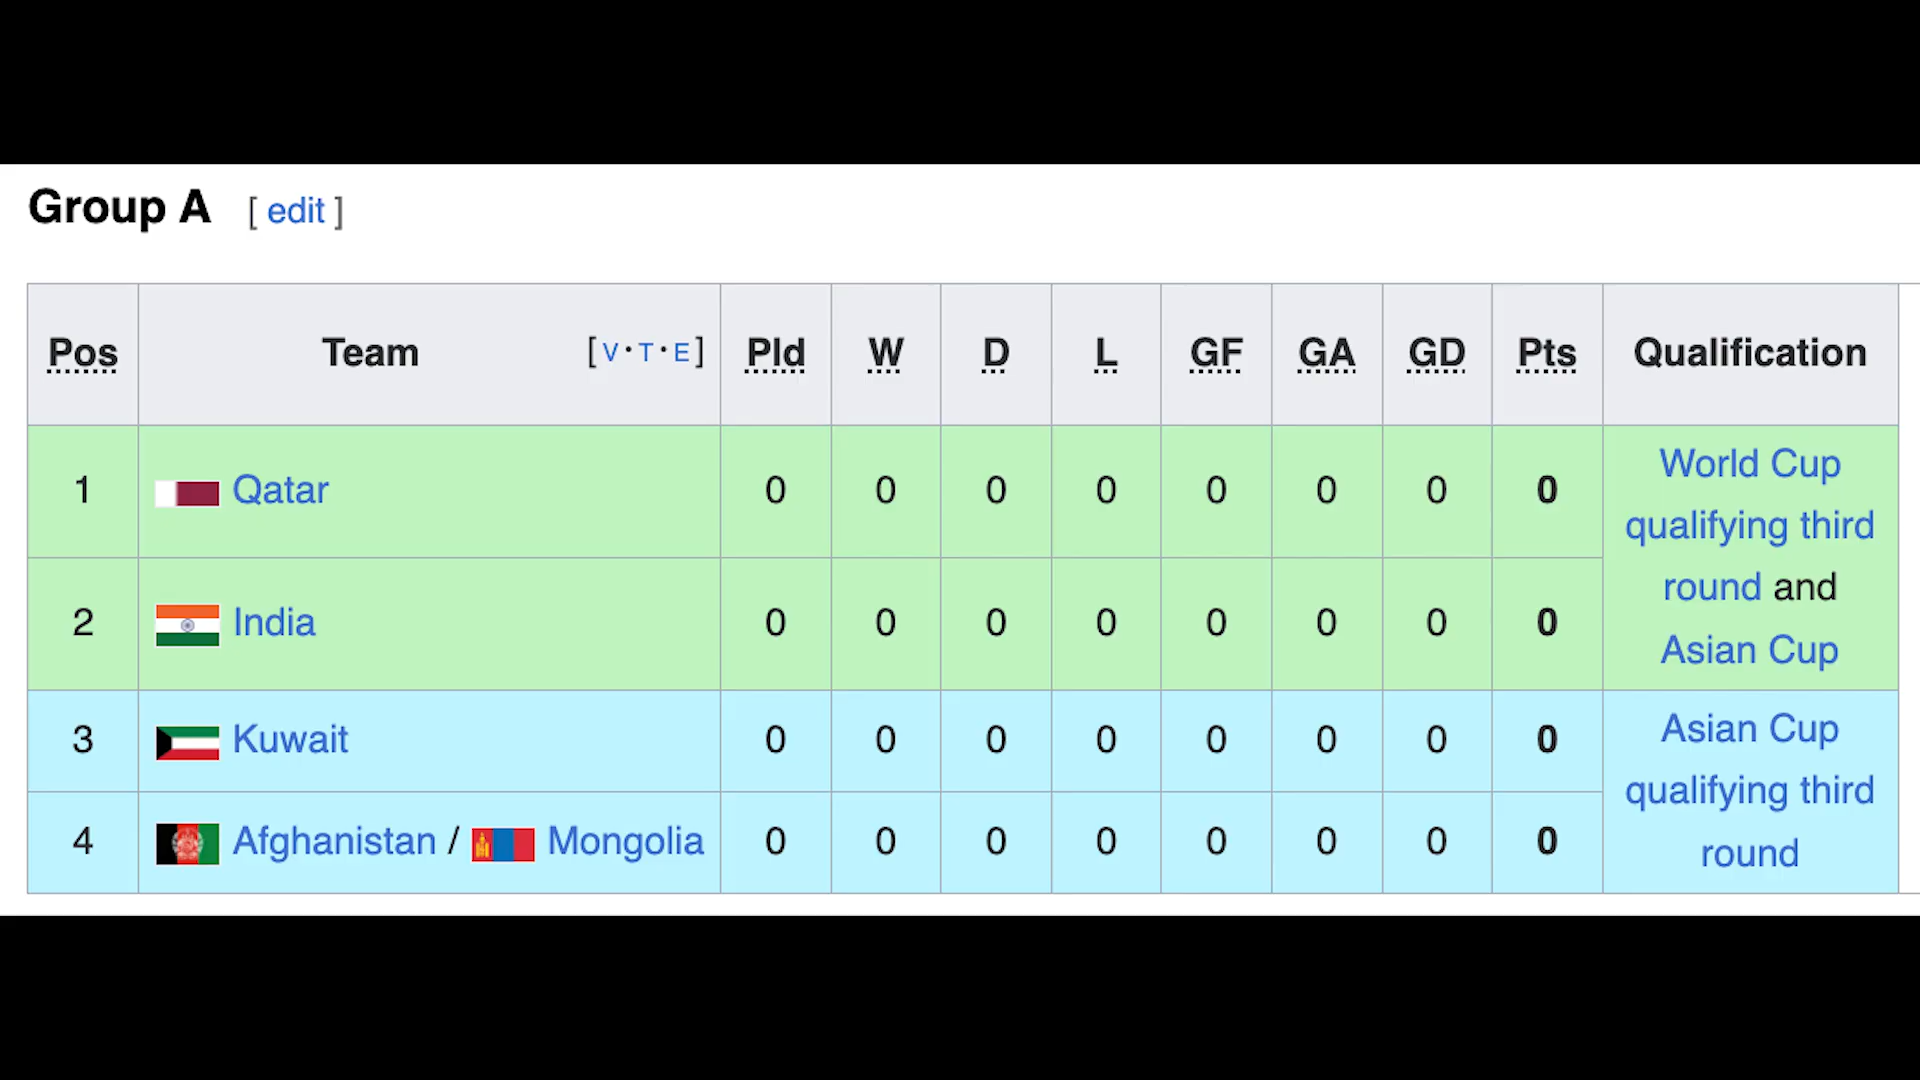 Group A [ edit ]
Pos Team [V·T·E] Pld W D L GF GA GD Pts Qualification
1 Qatar 0 0 0 0 0 0 0 0 World Cup
qualifying third
round and
Asian Cup
2 India 0 0 0 0 0 0 0 0
3 Kuwait 0 0 0 0 0 0 0 0 Asian Cup
qualifying third
round
4 Afghanistan / Mongolia 0 0 0 0 0 0 0 0